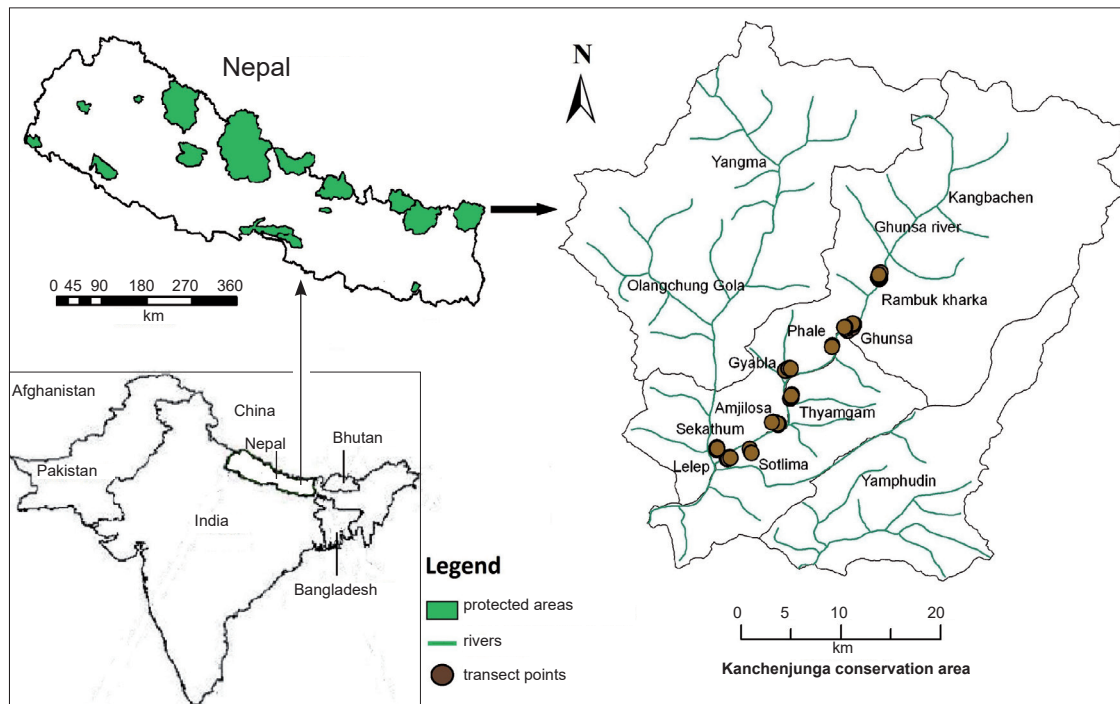 Nepal
0 45 90 180 270 360
km
Afghanistan
China
Nepal
Bhutan
Pakistan
India
Bangladesh
Legend
protected areas
rivers
transect points
N
Yangma
Kangbachen
Ghunsa river
Olangchung Gola
Rambuk kharka
Phale
Ghunsa
Gyabla
Amjilosa
Thyamgam
Sekathum
Lelep
Sotlima
Yamphudin
0 5 10 20
km
Kanchenjunga conservation area